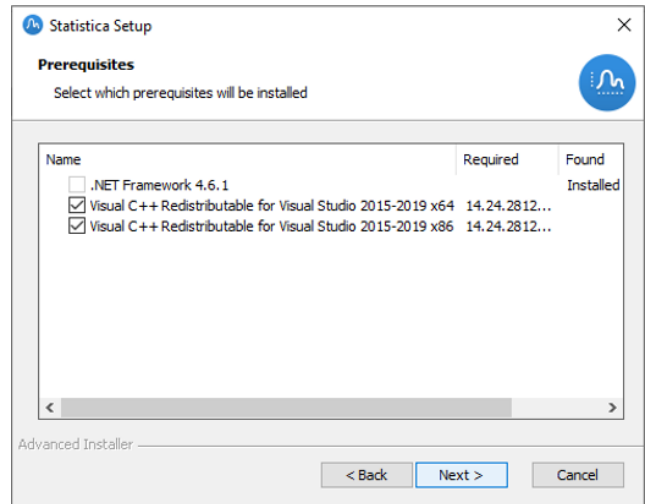 Statistica Setup
Prerequisites
Select which prerequisites will be installed
Name Required Found
.NET Framework 4.6.1 Installed
Visual C++ Redistributable for Visual Studio 2015-2019 x64 14.24.2812...
Visual C++ Redistributable for Visual Studio 2015-2019 x86 14.24.2812...
Advanced Installer
< Back Next > Cancel